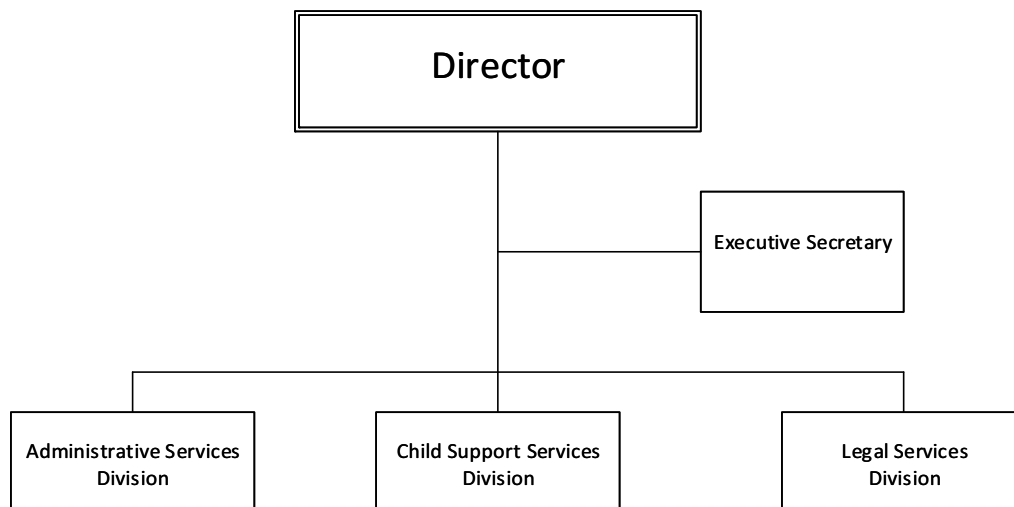 Director
Executive Secretary
Administrative Services
Division
Child Support Services
Division
Legal Services
Division